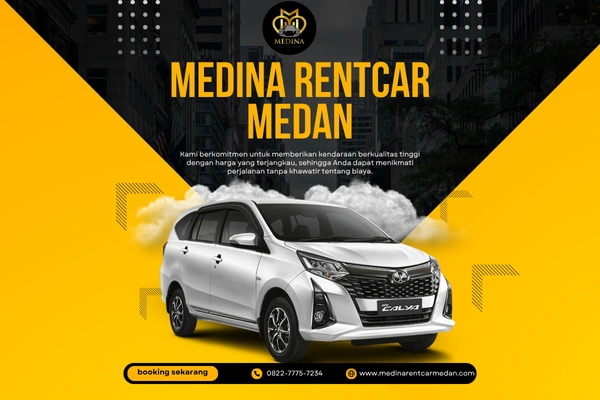 MEDINA
MEDINA RENTCAR
MEDAN
Kami berkomitmen untuk memberikan kendaraan berkualitas tinggi
dengan harga yang terjangkau, sehingga Anda dapat menikmati
perjalanan tanpa khawatir tentang biaya.
CALYA
booking sekarang
0822-7775-7234
www.medinarentcarmedan.com